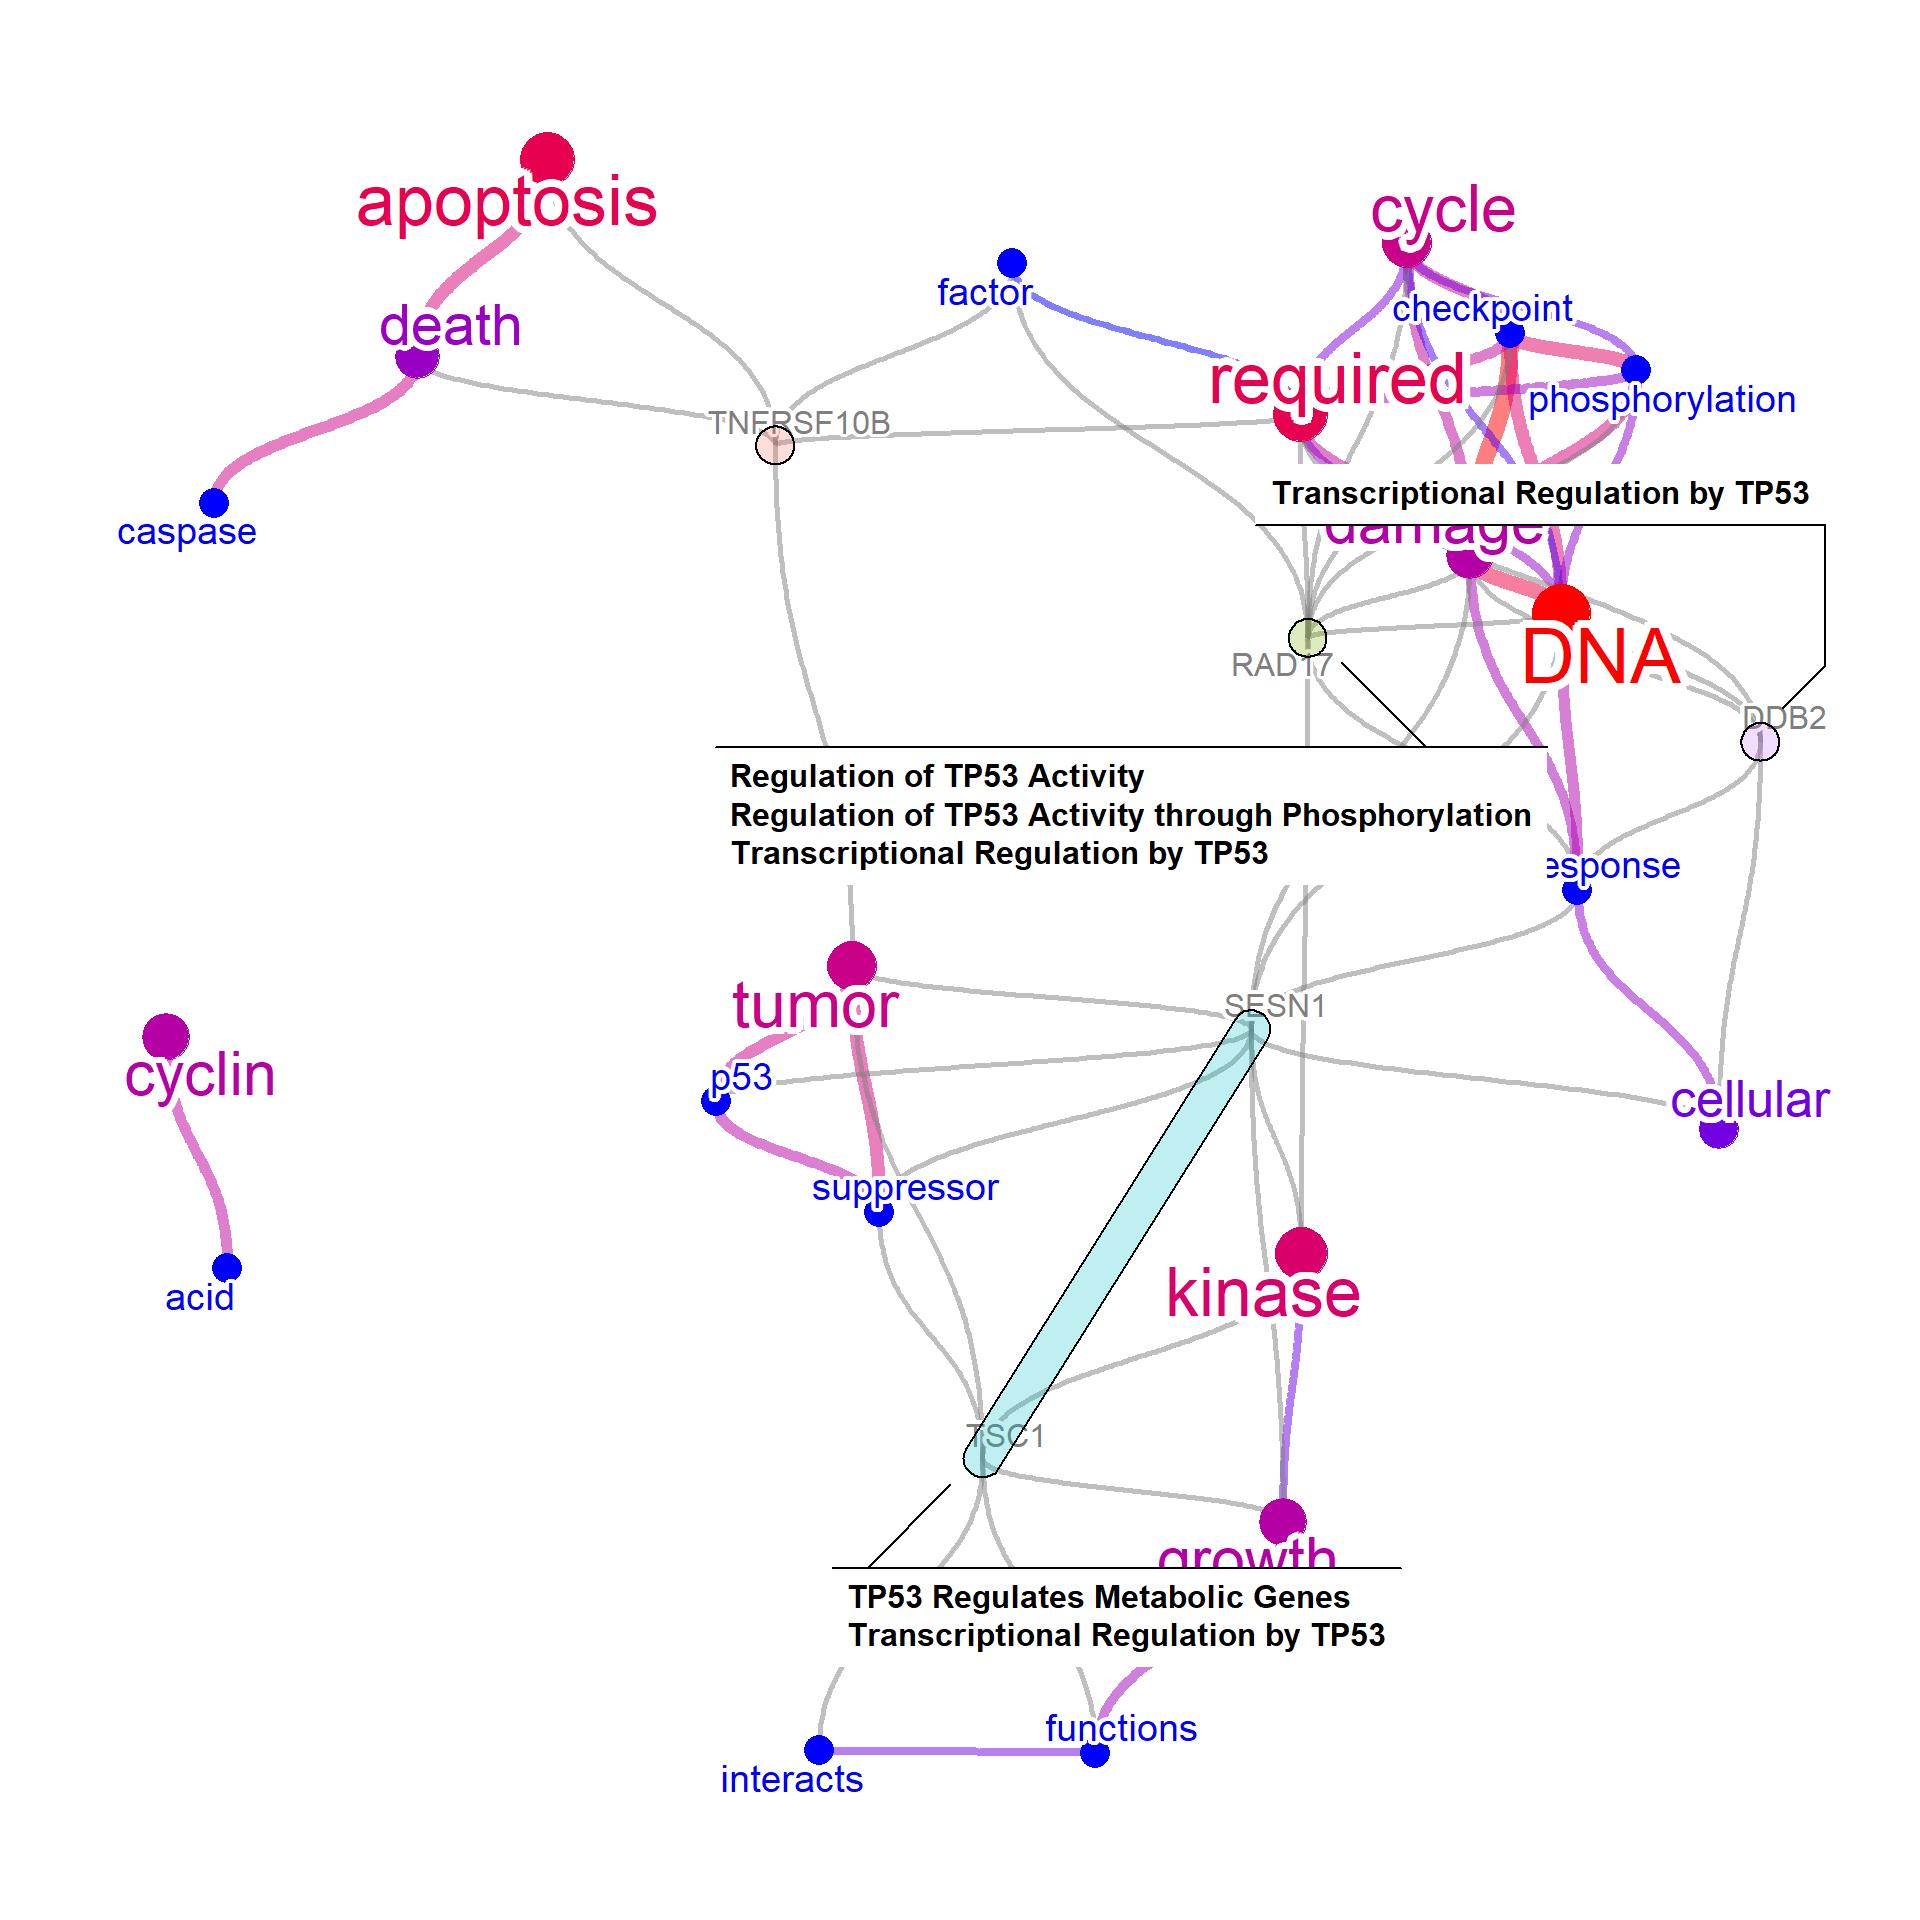 apoptosis
cycle
factor
checkpoint
death
required
phosphorylation
TNFRSF10B
Transcriptional Regulation by TP53
caspase
damage
DNA
RAD17
DDB2
Regulation of TP53 Activity
Regulation of TP53 Activity through Phosphorylation
Transcriptional Regulation by TP53
esponse
tumor
SESN1
p53
cyclin
cellular
suppressor
acid
kinase
TSC1
growth
TP53 Regulates Metabolic Genes
Transcriptional Regulation by TP53
functions
interacts